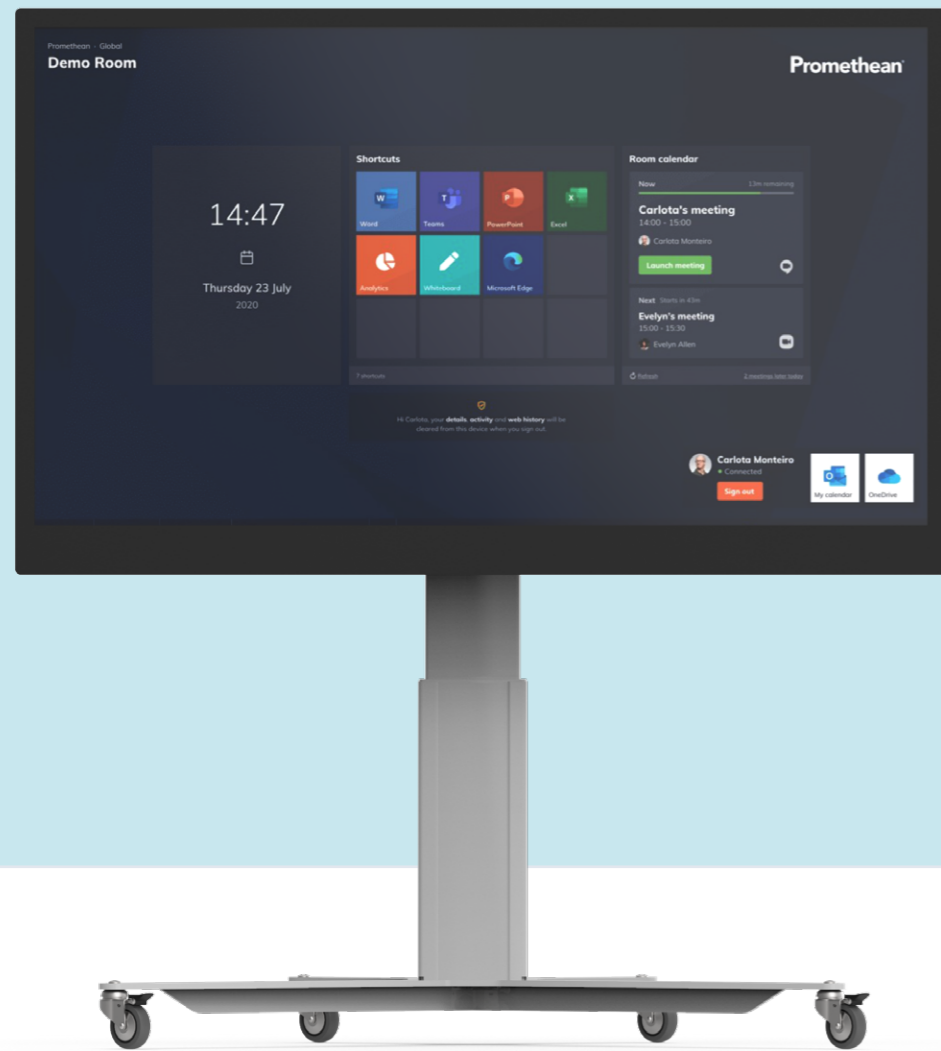 Promethean - Global
Demo Room
Promethean
14:47
Thursday 23 July
2020
Shortcuts
Word
Teams
PowerPoint
Excel
Analytics
Whiteboard
Microsoft Edge
7 shortcuts
Room calendar
Now 13m remaining
Carlota's meeting
14:00 - 15:00
Carlota Monteiro
Launch meeting
Next Starts in 43m
Evelyn's meeting
15:00 - 15:30
Evelyn Allen
Refresh 2 meetings later today
Hi Carlota, your details, activity and web history will be
cleared from this device when you sign out.
Carlota Monteiro
Connected
Sign out
My calendar
OneDrive